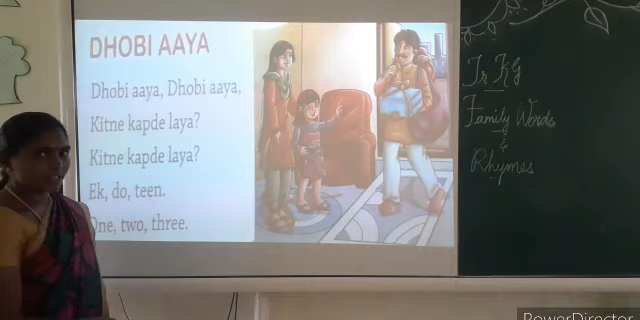 DHOBI AAYA
Dhobi aaya, Dhobi aaya,
Kitne kapde laya?
Kitne kapde laya?
Ek, do, teen.
One, two, three.
Jr KG
Family Words
&
Rhymes
PowerDirector